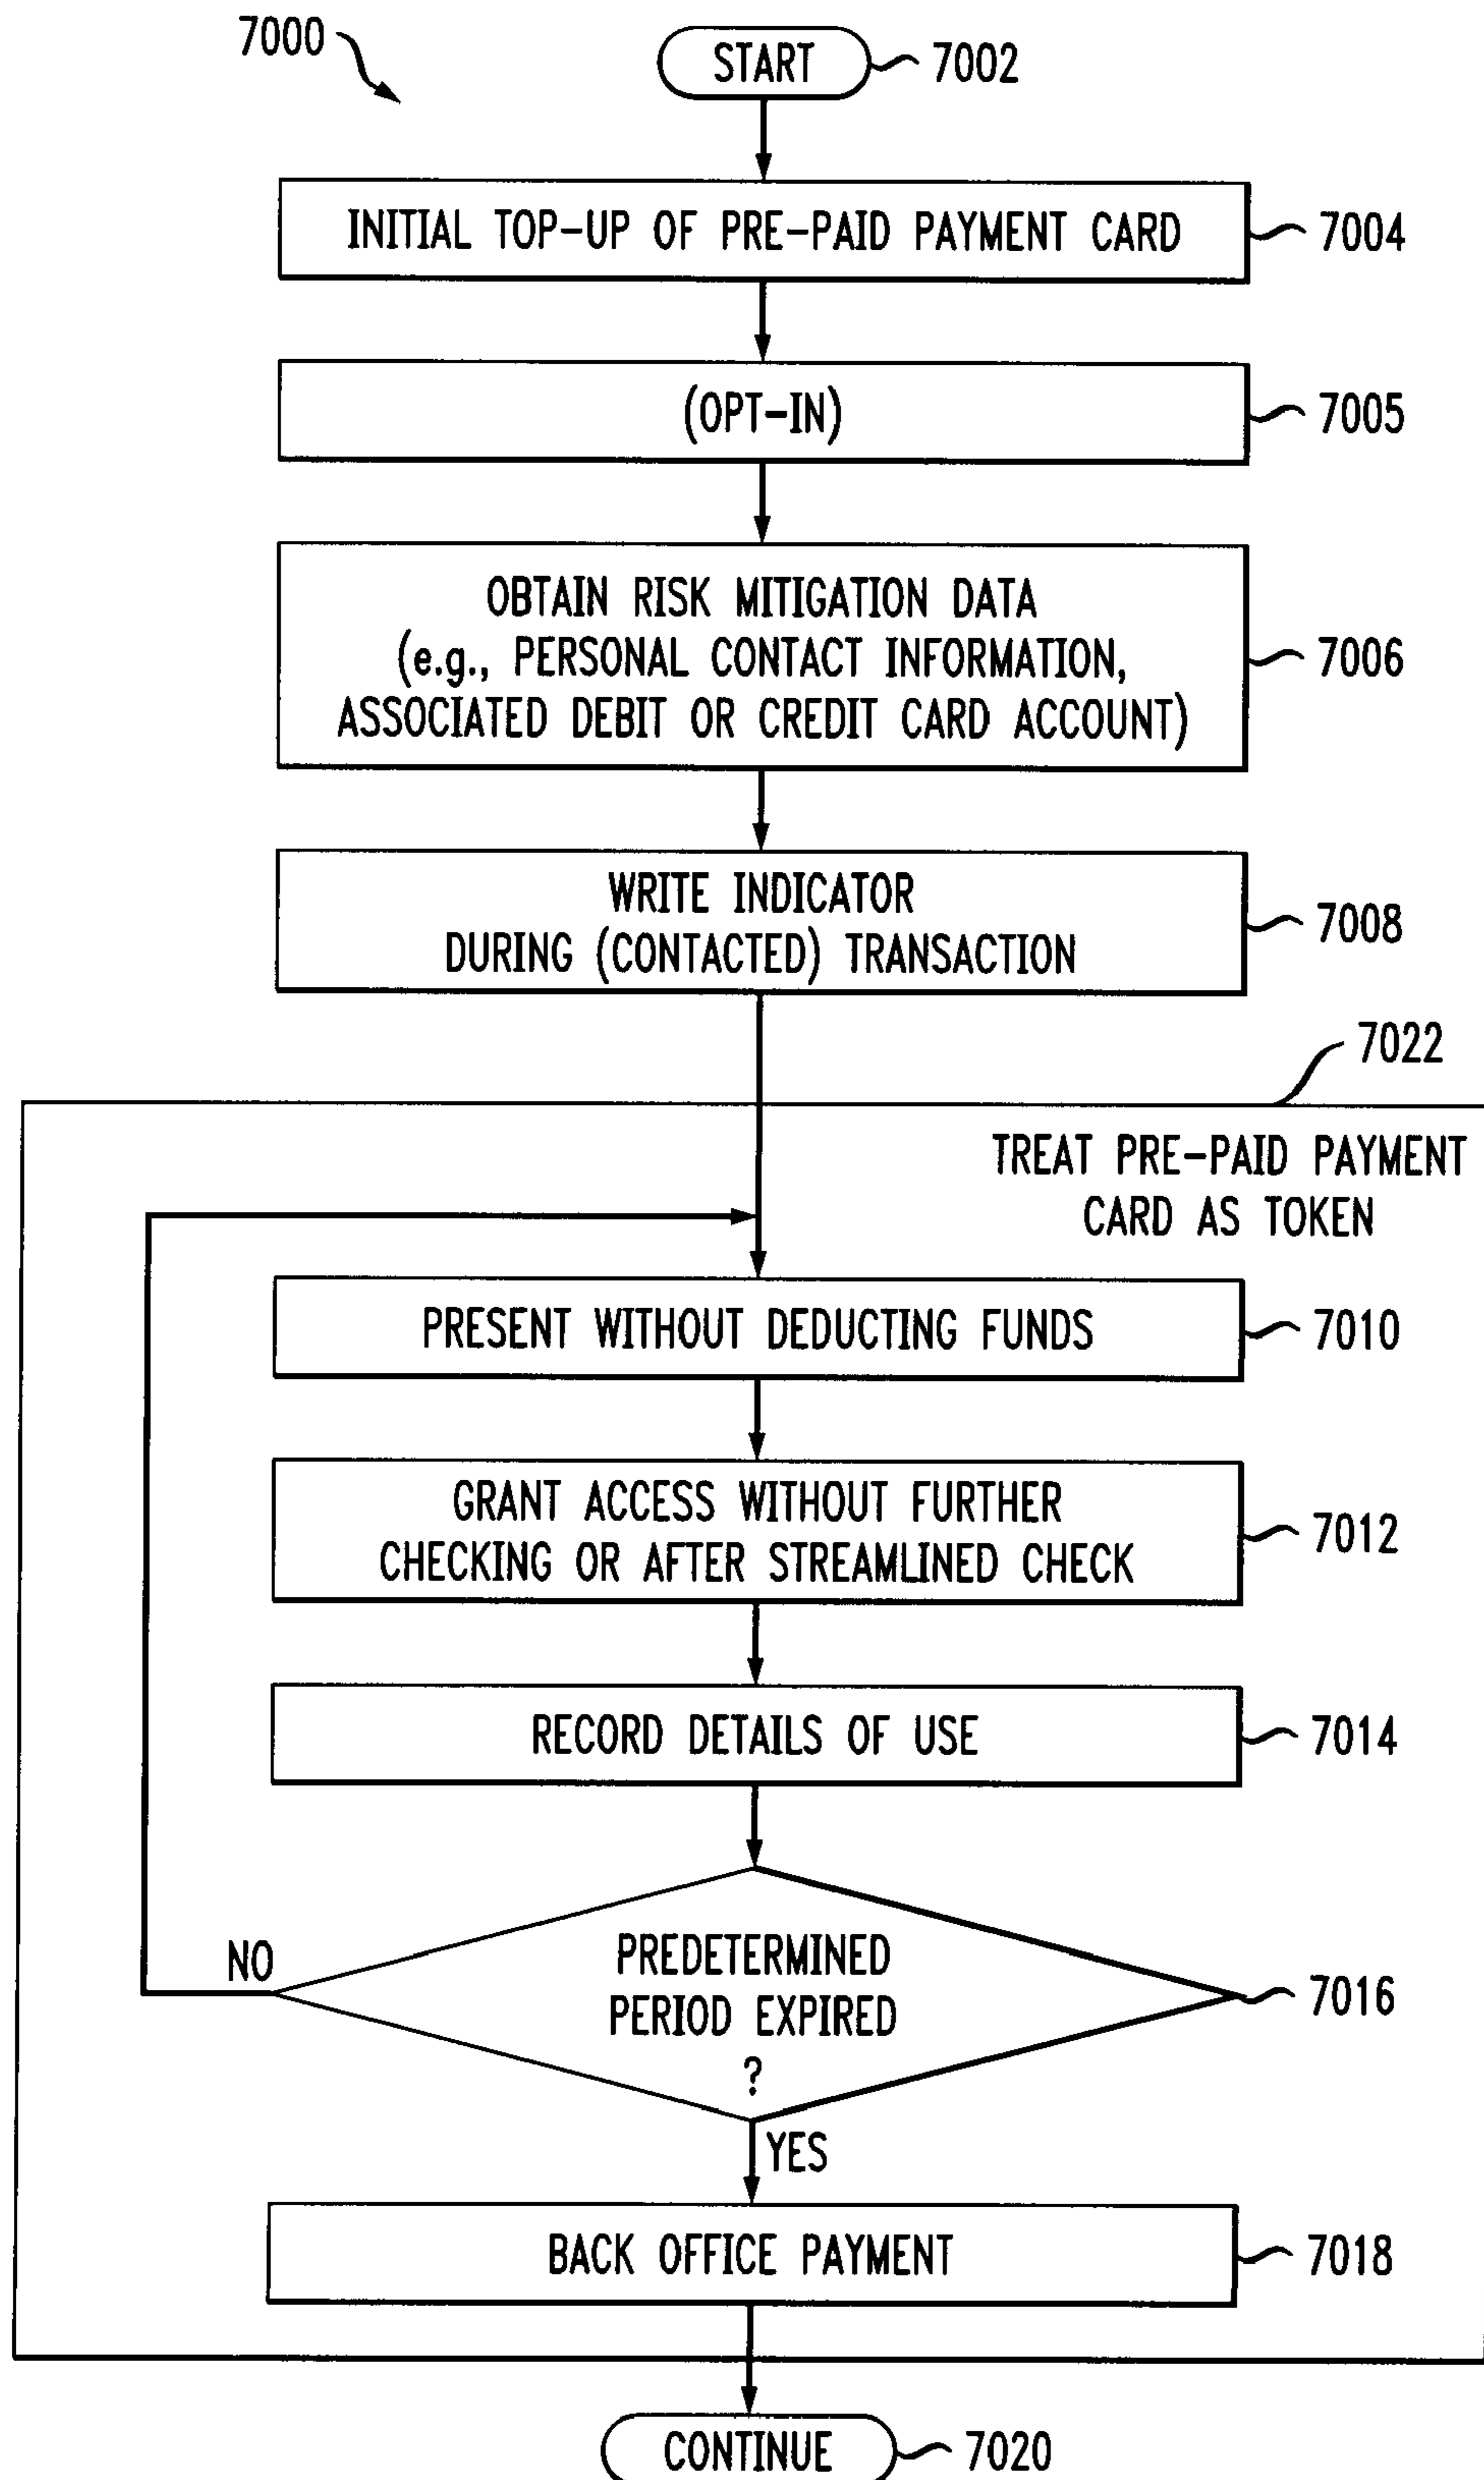 7000
START 7002
INITIAL TOP-UP OF PRE-PAID PAYMENT CARD 7004
(OPT-IN) 7005
OBTAIN RISK MITIGATION DATA
(e.g., PERSONAL CONTACT INFORMATION, 7006
ASSOCIATED DEBIT OR CREDIT CARD ACCOUNT)
WRITE INDICATOR
DURING (CONTACTED) TRANSACTION
7008
7022
TREAT PRE-PAID PAYMENT
CARD AS TOKEN
PRESENT WITHOUT DEDUCTING FUNDS 7010
GRANT ACCESS WITHOUT FURTHER
CHECKING OR AFTER STREAMLINED CHECK
7012
RECORD DETAILS OF USE 7014
NO
PREDETERMINED
PERIOD EXPIRED
?
7016
YES
BACK OFFICE PAYMENT 7018
CONTINUE 7020